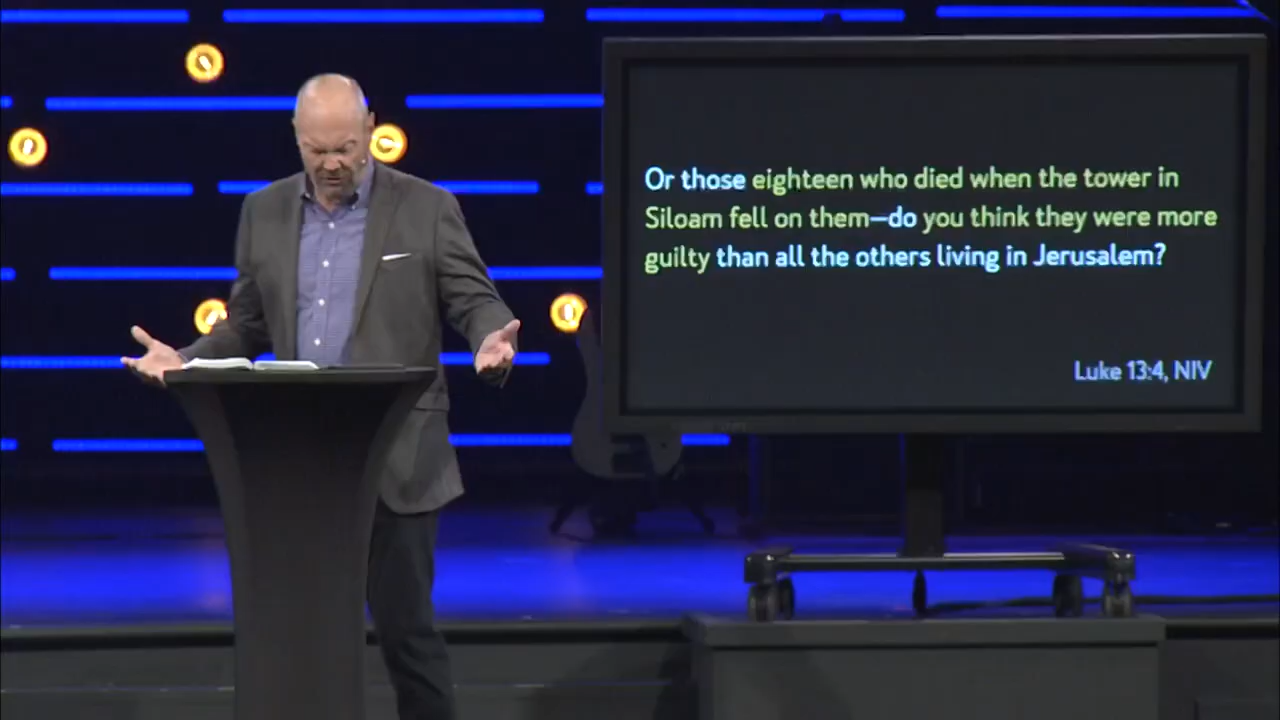 Or those eighteen who died when the tower in
Siloam fell on them—do you think they were more
guilty than all the others living in Jerusalem?
Luke 13:4, NIV